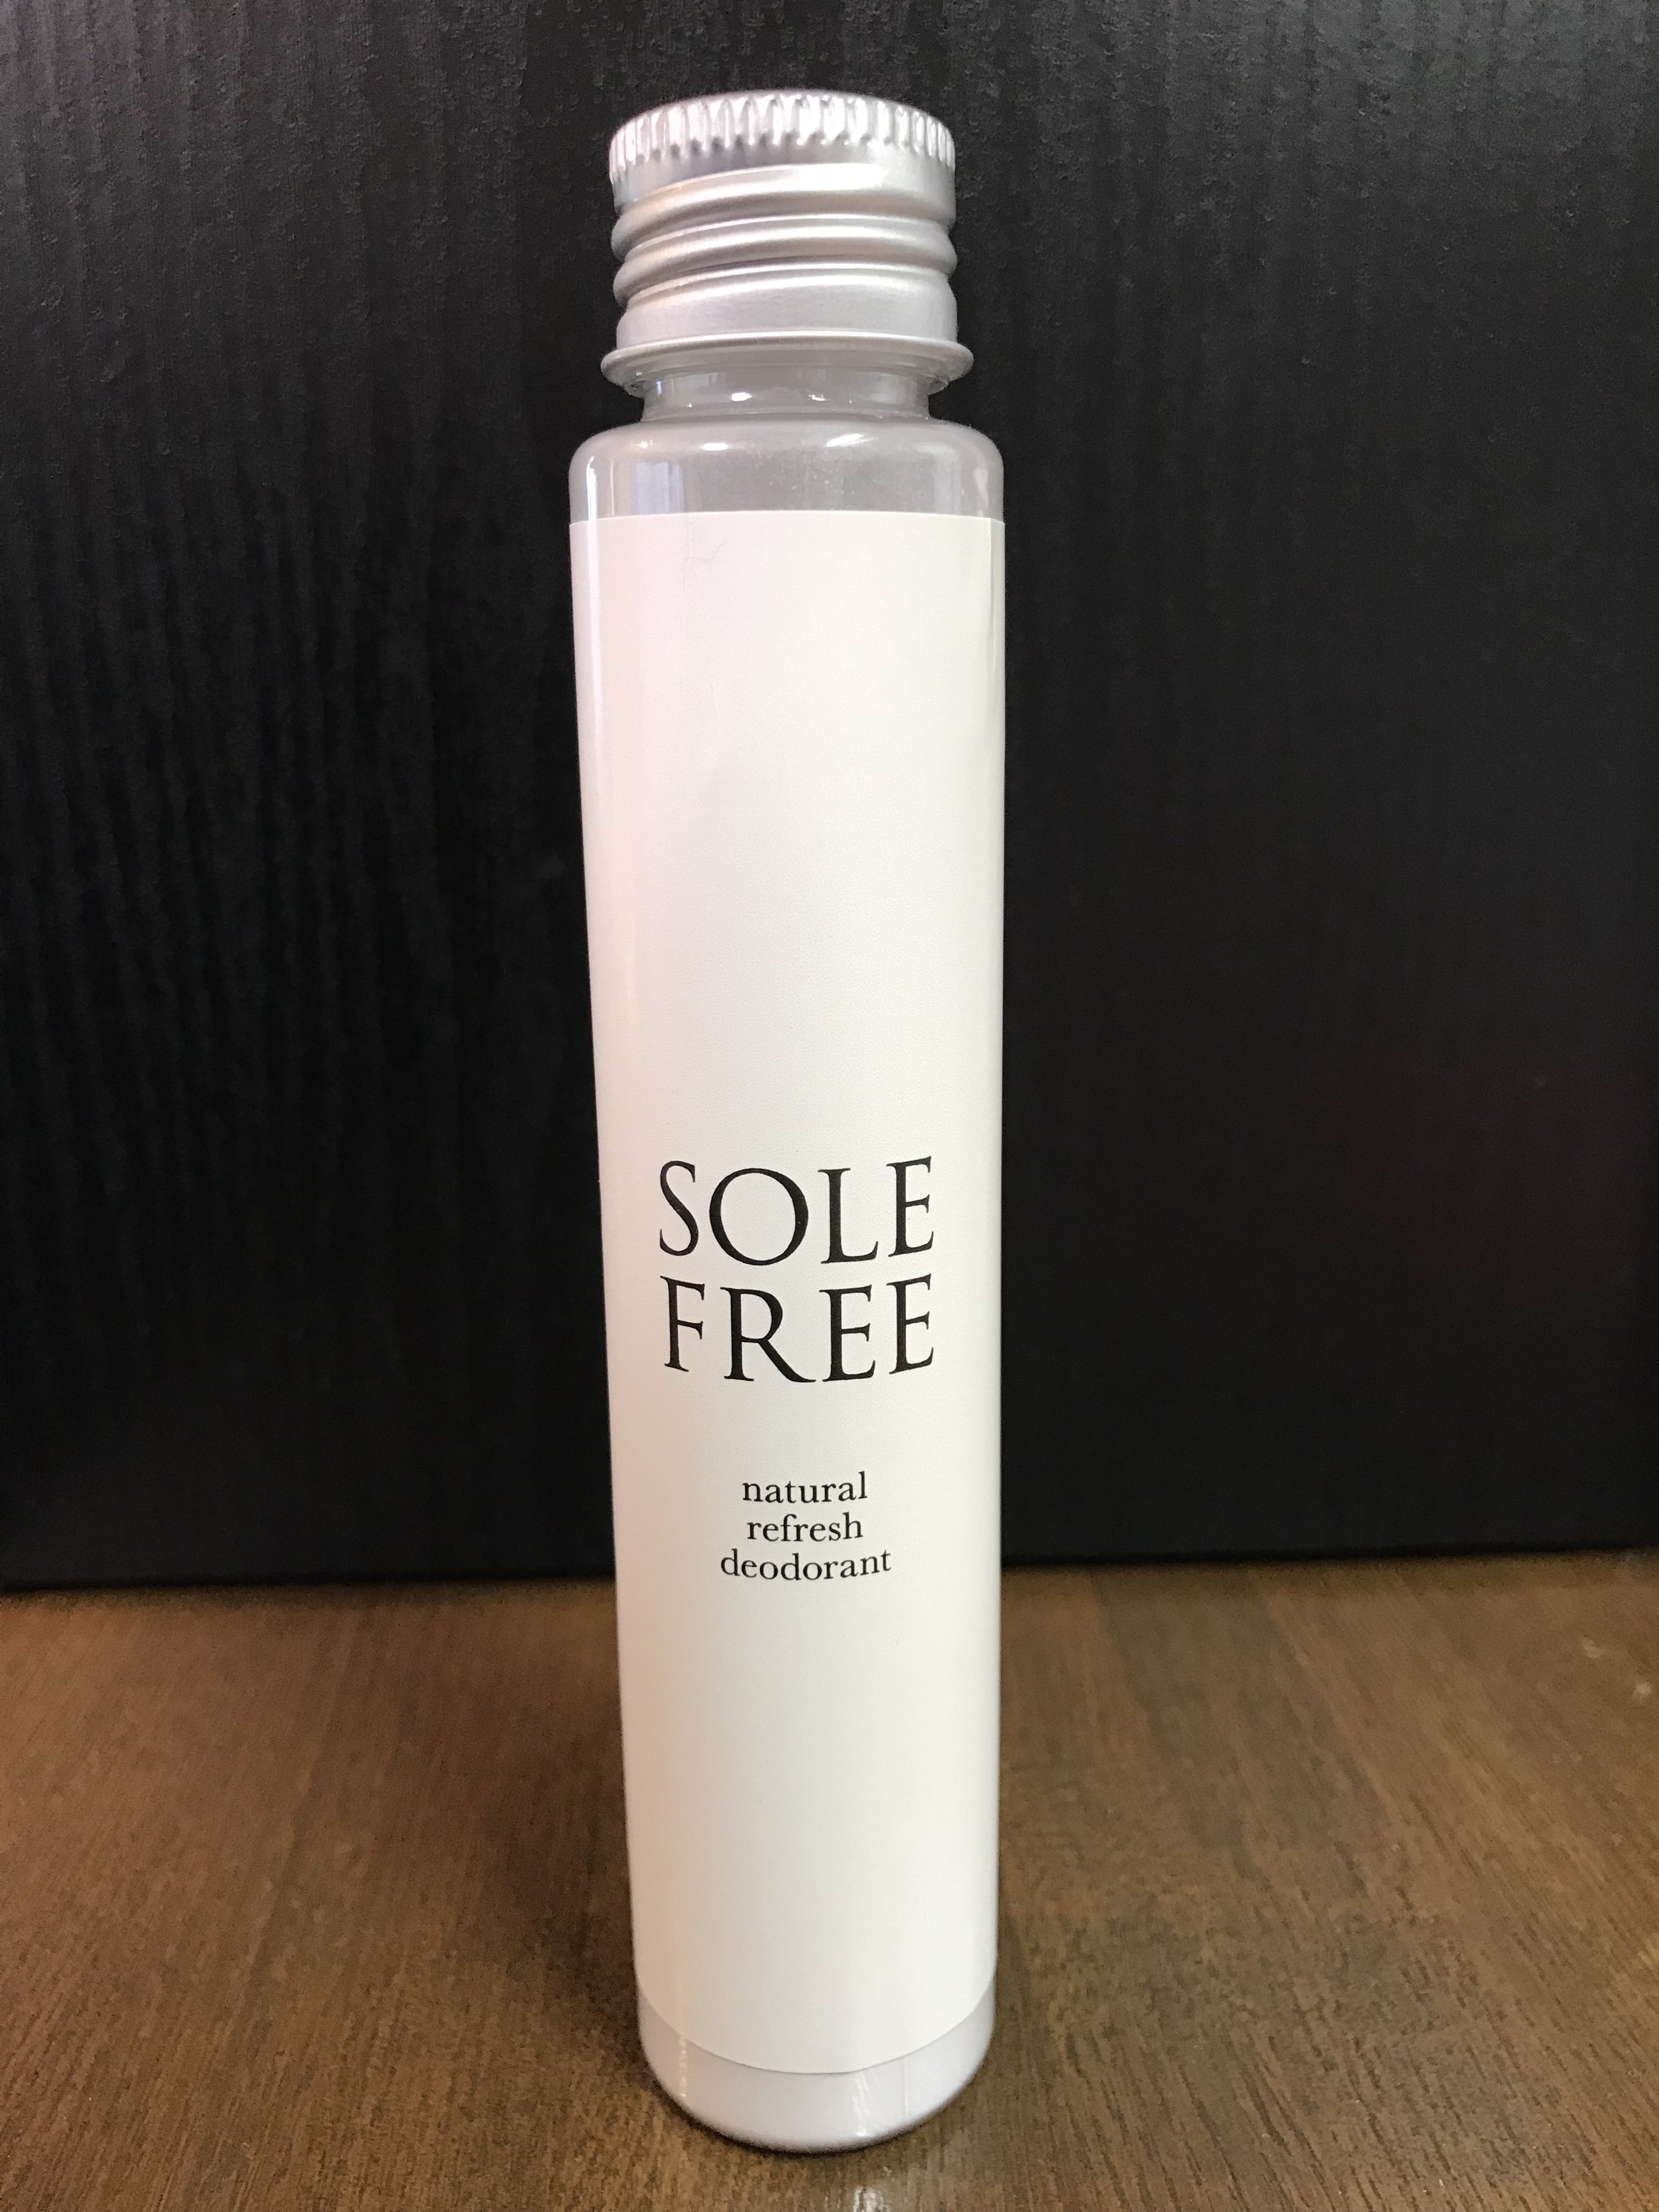 SOLE
FREE
natural
refresh
deodorant